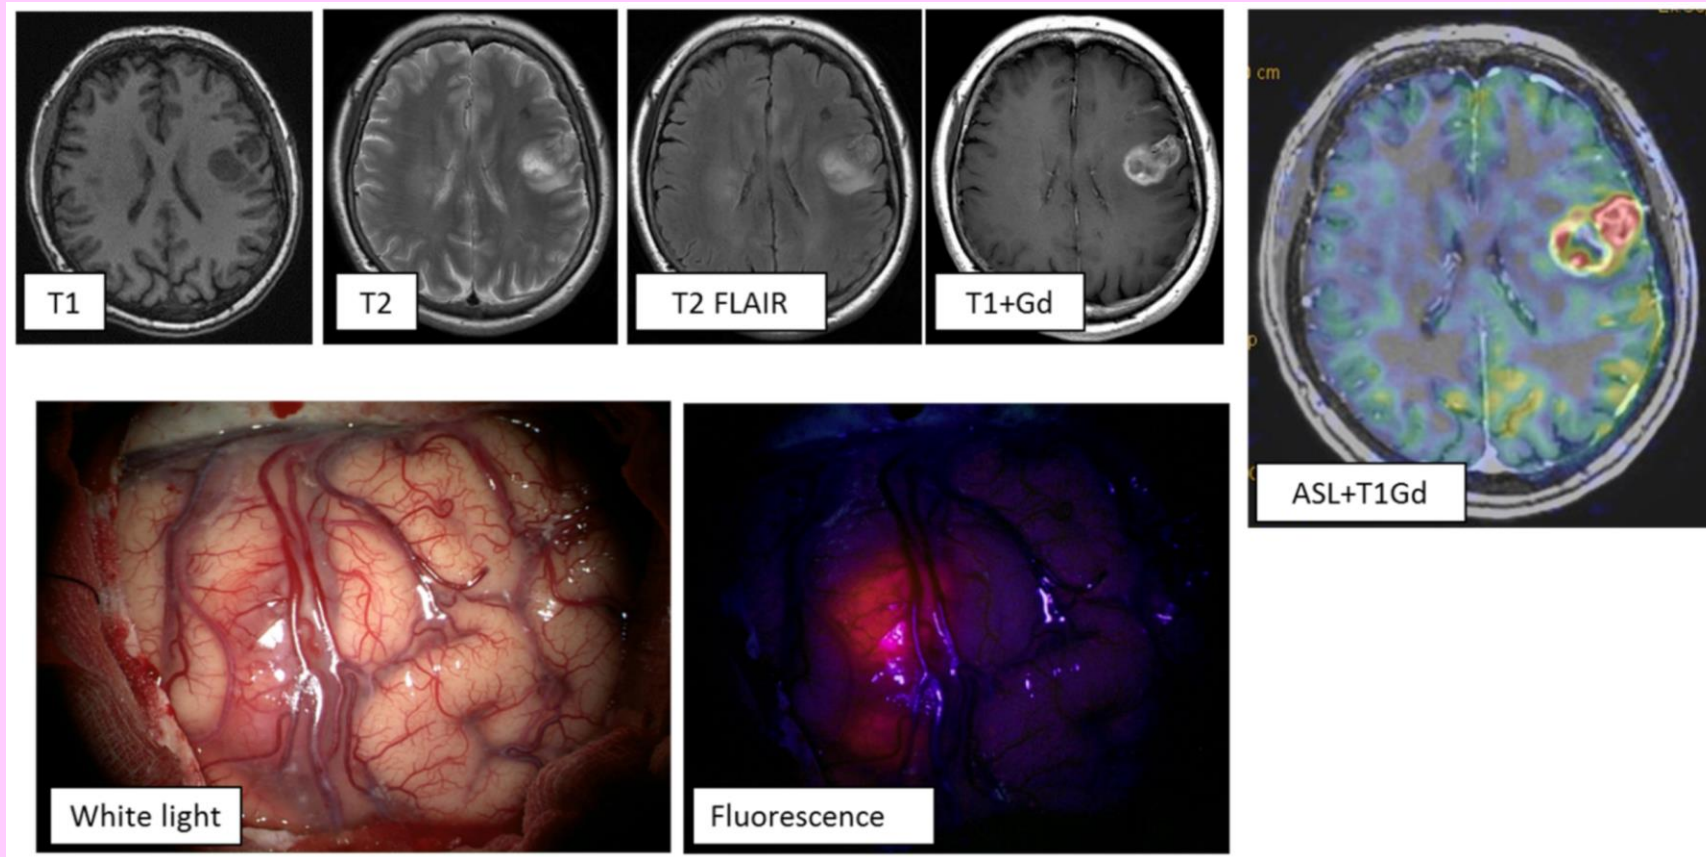 T1
T2
T2 FLAIR
T1+Gd
cm
ASL+T1Gd
White light
Fluorescence